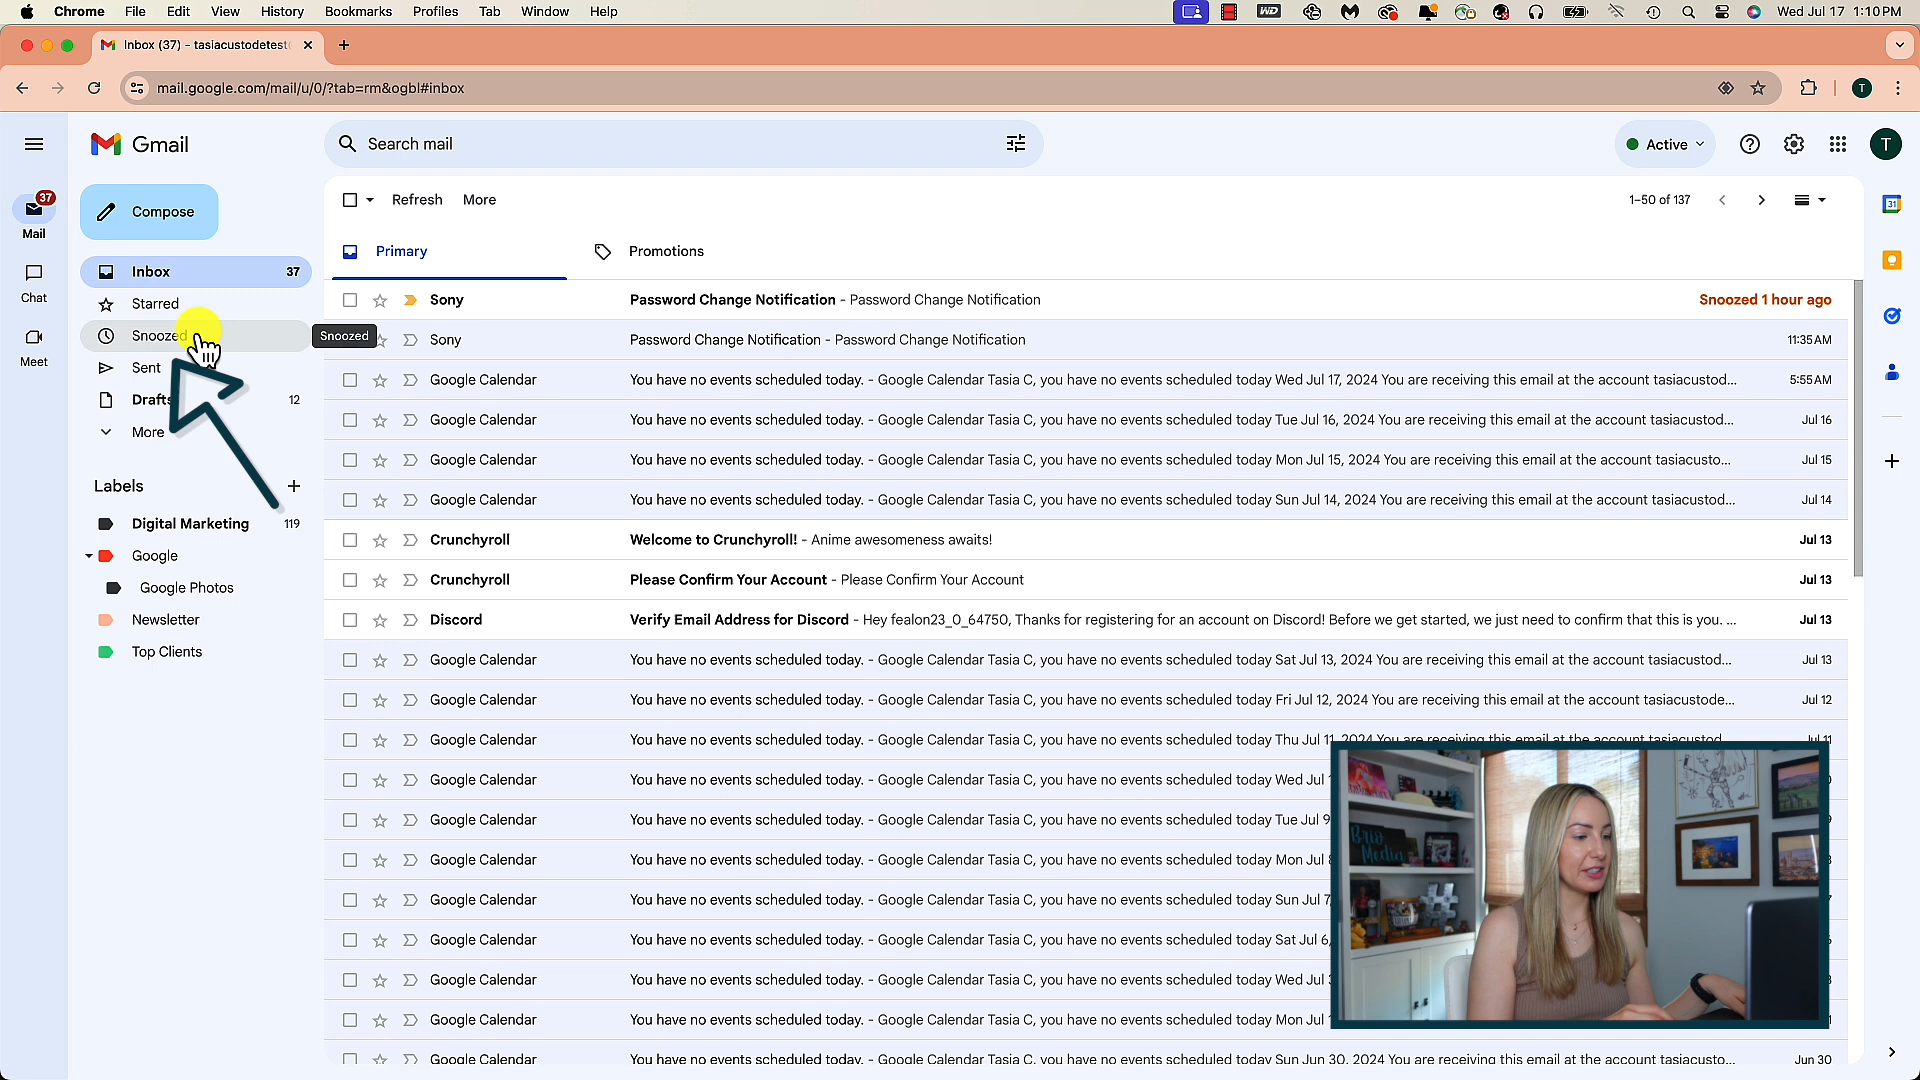 Chrome File Edit View History Bookmarks Profiles Tab Window Help WD Wed Jul 17 1:10 PM
Inbox (37) - tasiacustodetest
mail.google.com/mail/u/0/?tab=rm&ogbl#inbox T
Gmail Search mail Active T
37 Mail
Chat
Meet
Compose
Inbox 37
Starred
Snoozed Snoozed
Sent
Drafts 12
More
Labels
Digital Marketing 119
Google
Google Photos
Newsletter
Top Clients
Refresh More 1–50 of 137
Primary Promotions
Sony Password Change Notification - Password Change Notification Snoozed 1 hour ago
Sony Password Change Notification - Password Change Notification 11:35 AM
Google Calendar You have no events scheduled today. - Google Calendar Tasia C, you have no events scheduled today Wed Jul 17, 2024 You are receiving this email at the account tasiacustod... 5:55 AM
Google Calendar You have no events scheduled today. - Google Calendar Tasia C, you have no events scheduled today Tue Jul 16, 2024 You are receiving this email at the account tasiacustod... Jul 16
Google Calendar You have no events scheduled today. - Google Calendar Tasia C, you have no events scheduled today Mon Jul 15, 2024 You are receiving this email at the account tasiacusto... Jul 15
Google Calendar You have no events scheduled today. - Google Calendar Tasia C, you have no events scheduled today Sun Jul 14, 2024 You are receiving this email at the account tasiacustod... Jul 14
Crunchyroll Welcome to Crunchyroll! - Anime awesomeness awaits! Jul 13
Crunchyroll Please Confirm Your Account - Please Confirm Your Account Jul 13
Discord Verify Email Address for Discord - Hey fealon23_0_64750, Thanks for registering for an account on Discord! Before we get started, we just need to confirm that this is you. ... Jul 13
Google Calendar You have no events scheduled today. - Google Calendar Tasia C, you have no events scheduled today Sat Jul 13, 2024 You are receiving this email at the account tasiacustod... Jul 13
Google Calendar You have no events scheduled today. - Google Calendar Tasia C, you have no events scheduled today Fri Jul 12, 2024 You are receiving this email at the account tasiacustode... Jul 12
Google Calendar You have no events scheduled today. - Google Calendar Tasia C, you have no events scheduled today Thu Jul 11, 2024 You are receiving this email at the account tasiacustod... Jul 11
Google Calendar You have no events scheduled today. - Google Calendar Tasia C, you have no events scheduled today Wed Jul
Google Calendar You have no events scheduled today. - Google Calendar Tasia C, you have no events scheduled today Tue Jul 9
Google Calendar You have no events scheduled today. - Google Calendar Tasia C, you have no events scheduled today Mon Jul
Google Calendar You have no events scheduled today. - Google Calendar Tasia C, you have no events scheduled today Sun Jul 7,
Google Calendar You have no events scheduled today. - Google Calendar Tasia C, you have no events scheduled today Sat Jul 6,
Google Calendar You have no events scheduled today. - Google Calendar Tasia C, you have no events scheduled today Wed Jul
Google Calendar You have no events scheduled today. - Google Calendar Tasia C, you have no events scheduled today Mon Jul
Google Calendar You have no events scheduled today. - Google Calendar Tasia C, you have no events scheduled today Sun Jun 30, 2024 You are receiving this email at the account tasiacusto... Jun 30
31
Brio
Media